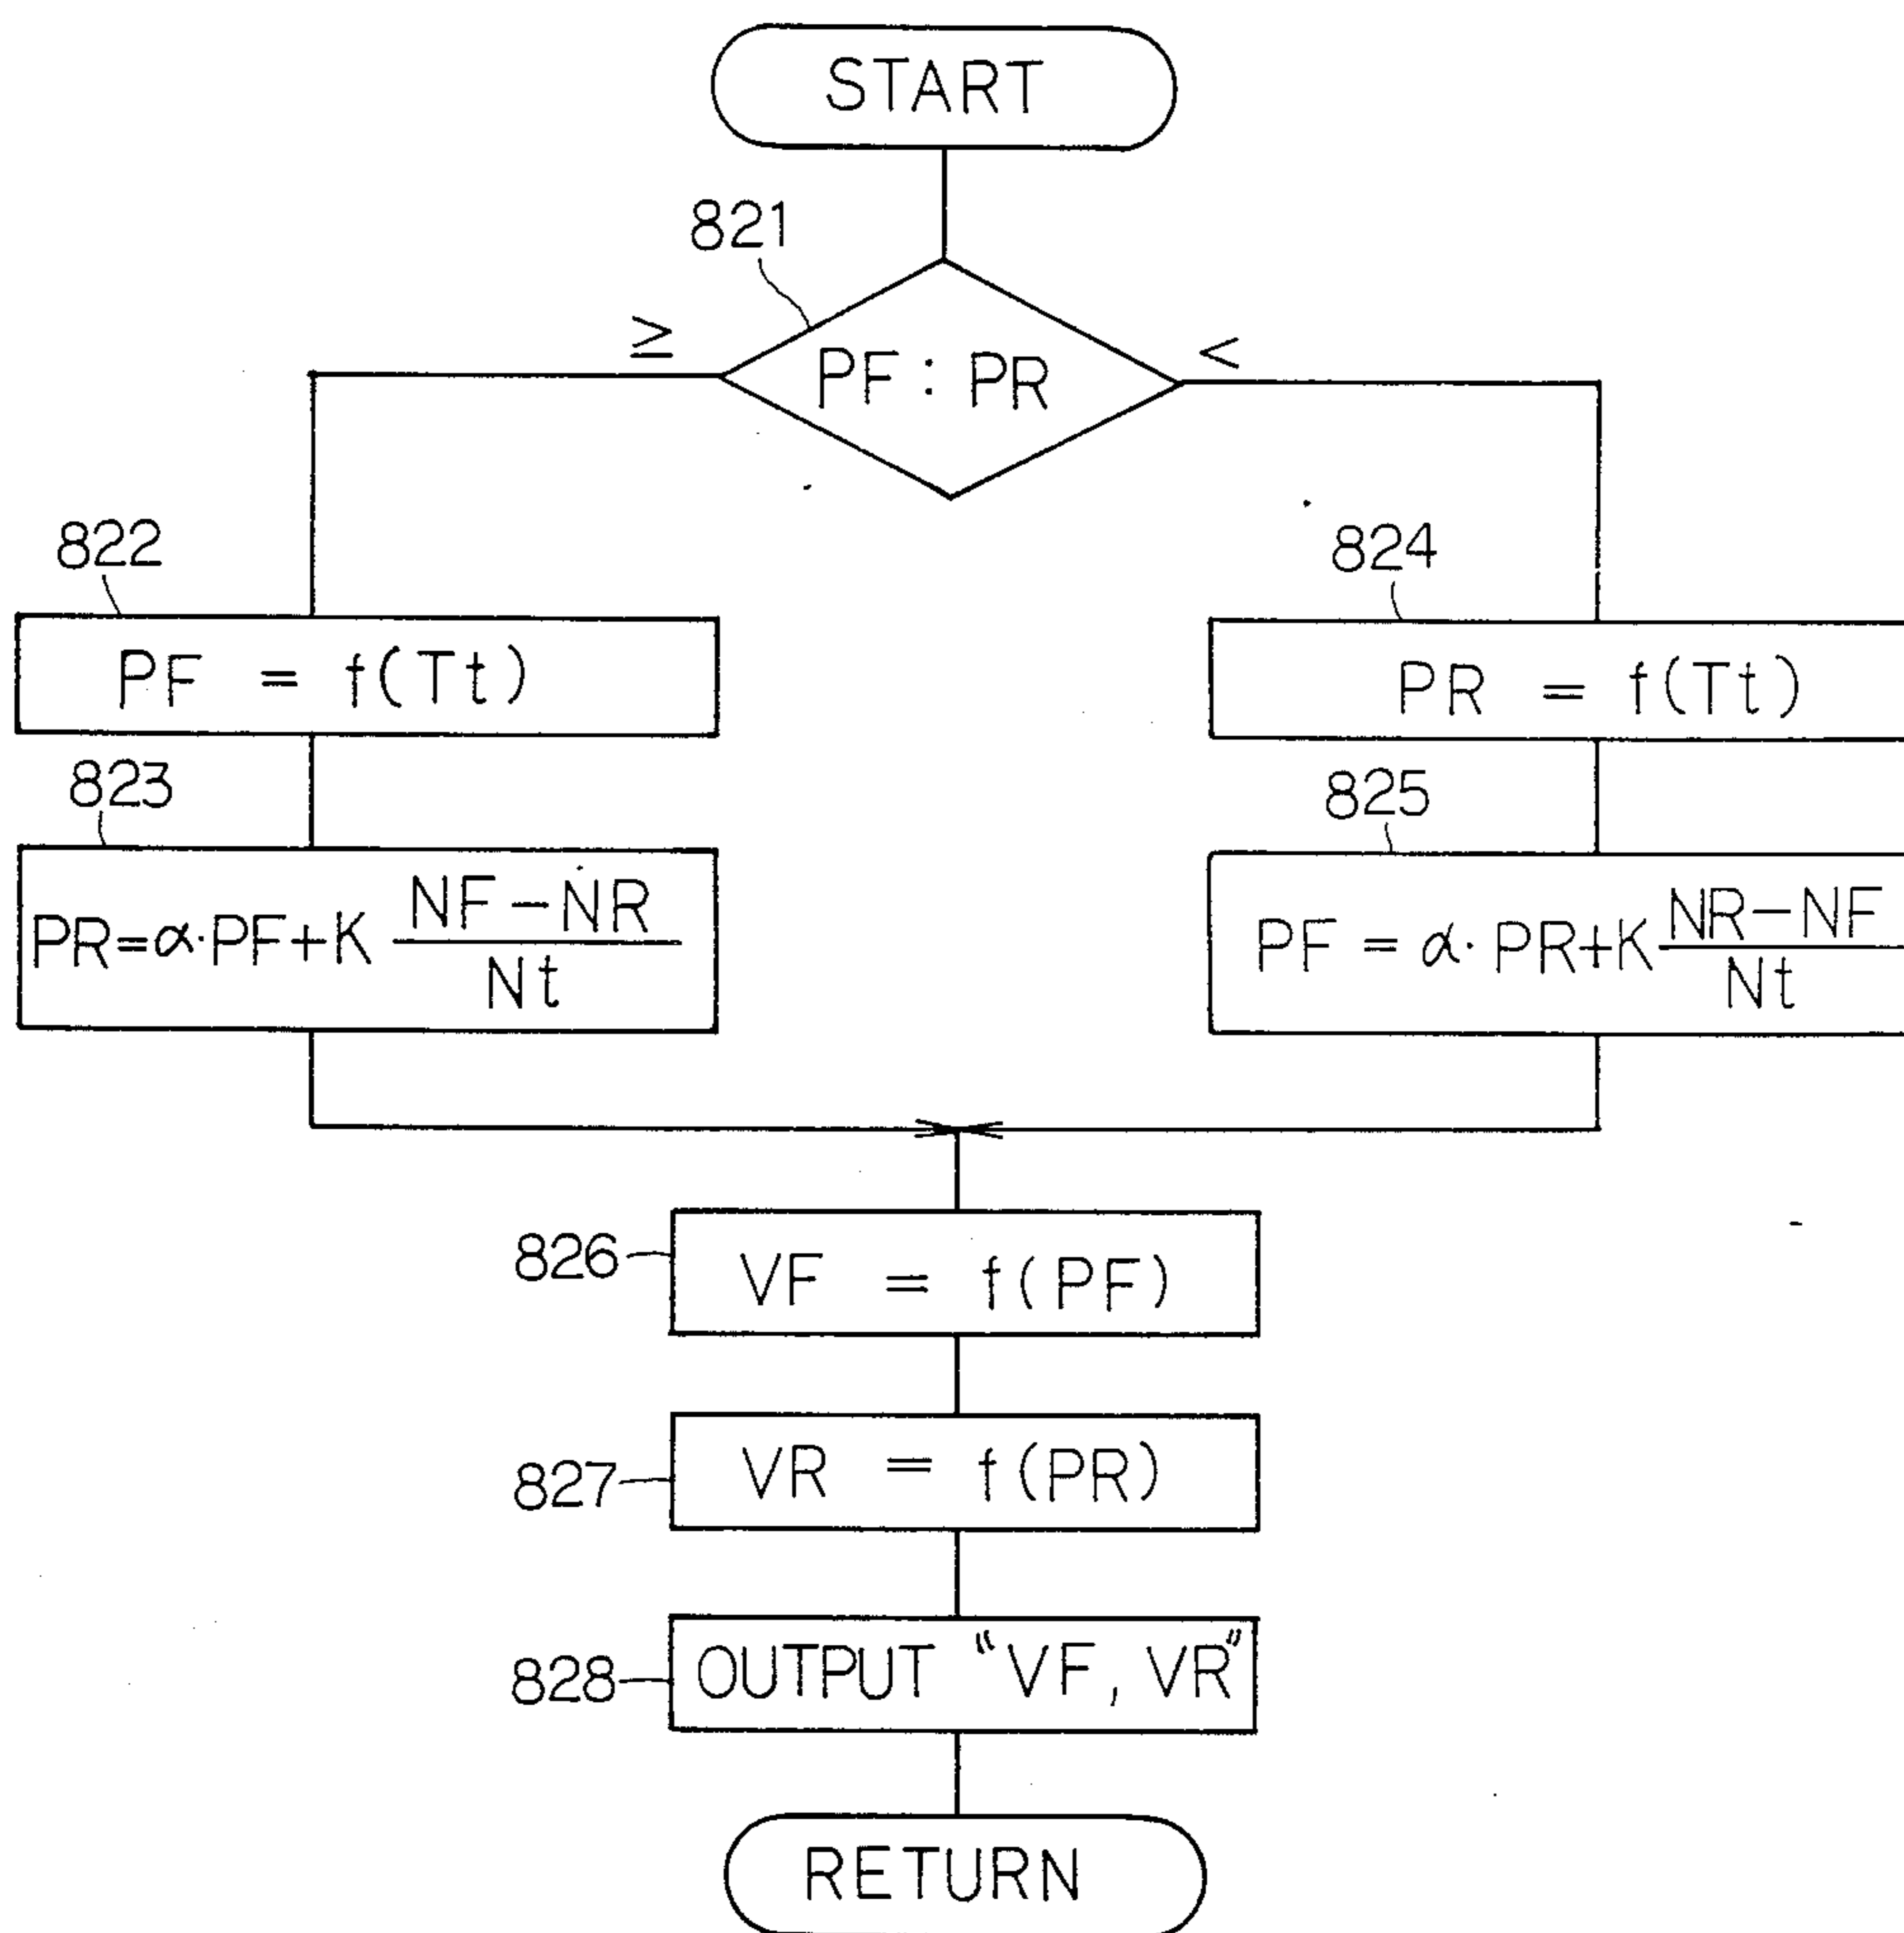 START
821
≥
<
PF : PR
822
824
PF = f(Tt)
PR = f(Tt)
823
825
PR=α·PF+K (NF-NR)/Nt
PF = α· PR+K (NR-NF)/Nt
826
VF = f(PF)
827
VR = f(PR)
828
OUTPUT "VF, VR"
RETURN